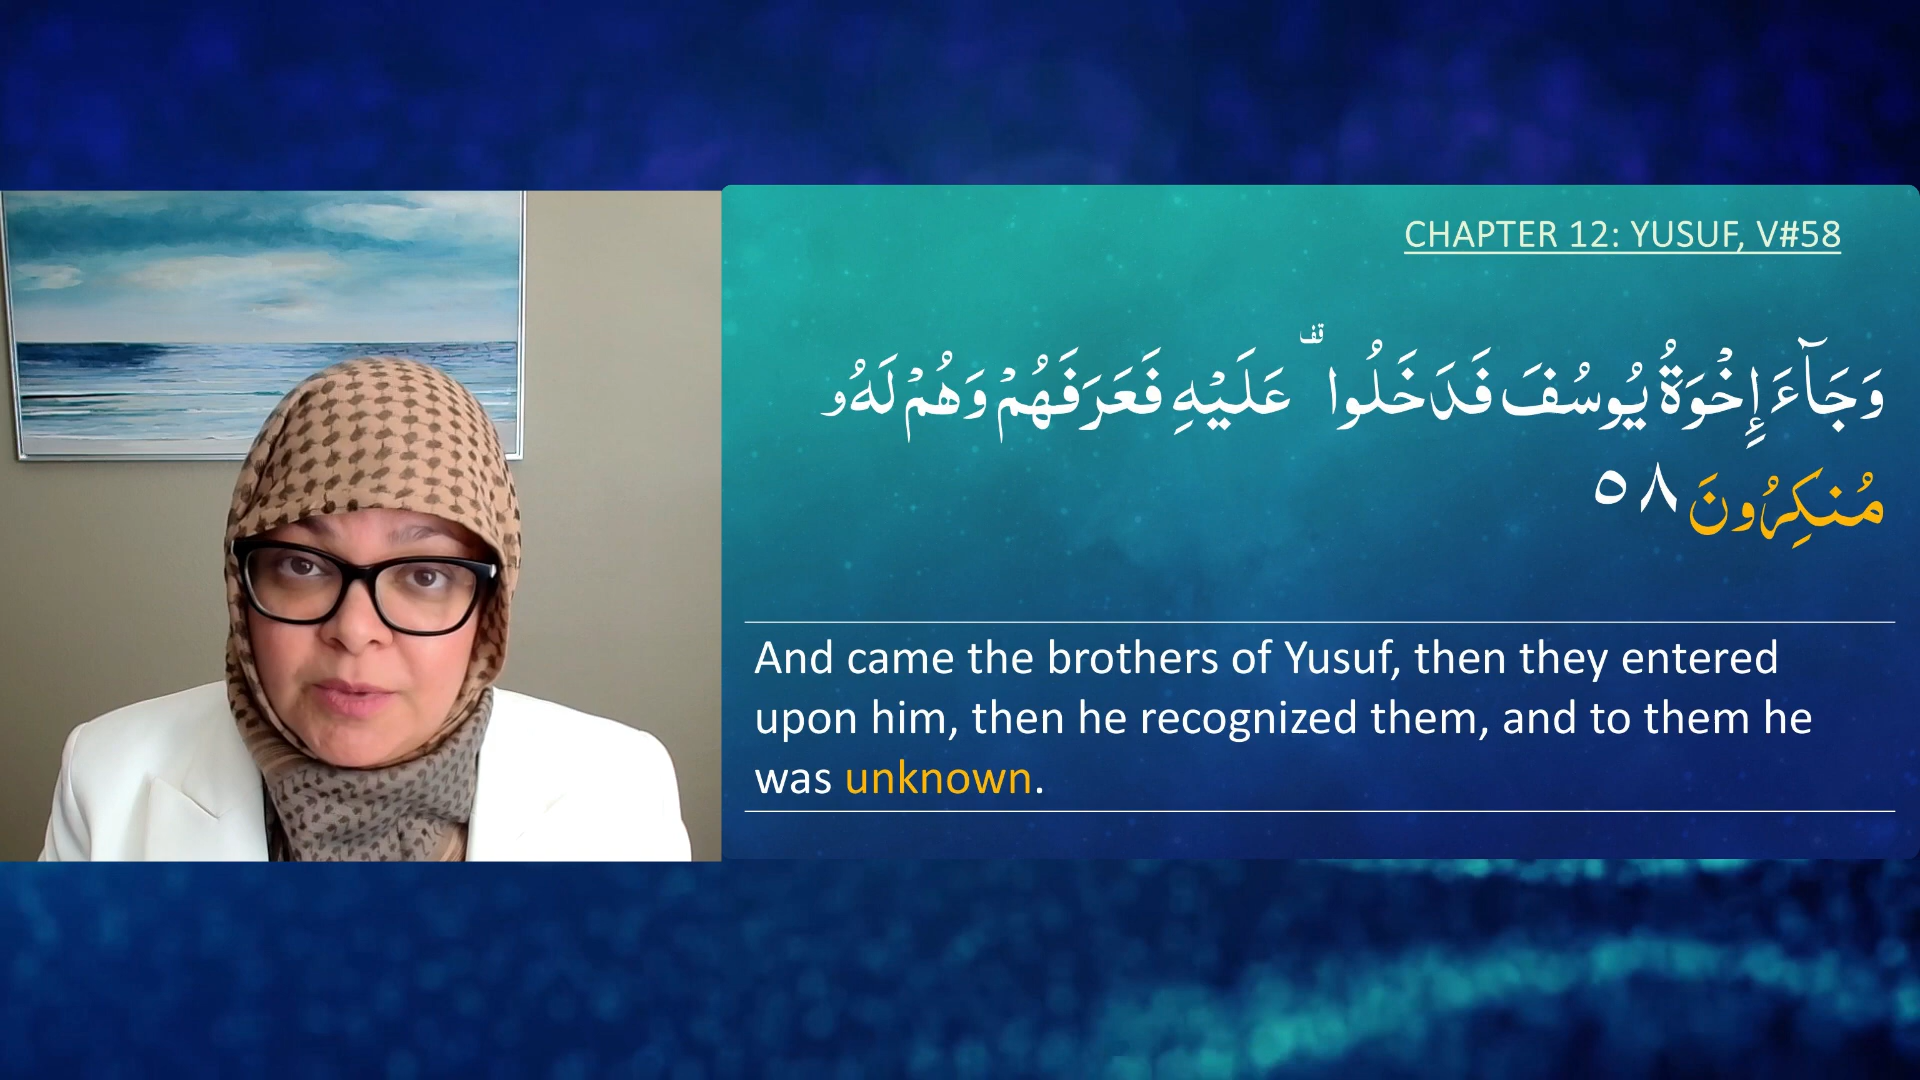 CHAPTER 12: YUSUF, V#58
وَجَآءَ إِخْوَةُ يُوسُفَ فَدَخَلُوا ۟ عَلَيْهِ فَعَرَفَهُمْ وَهُمْ لَهُۥ
مُنكِرُونَ ٥٨
And came the brothers of Yusuf, then they entered
upon him, then he recognized them, and to them he
was unknown.